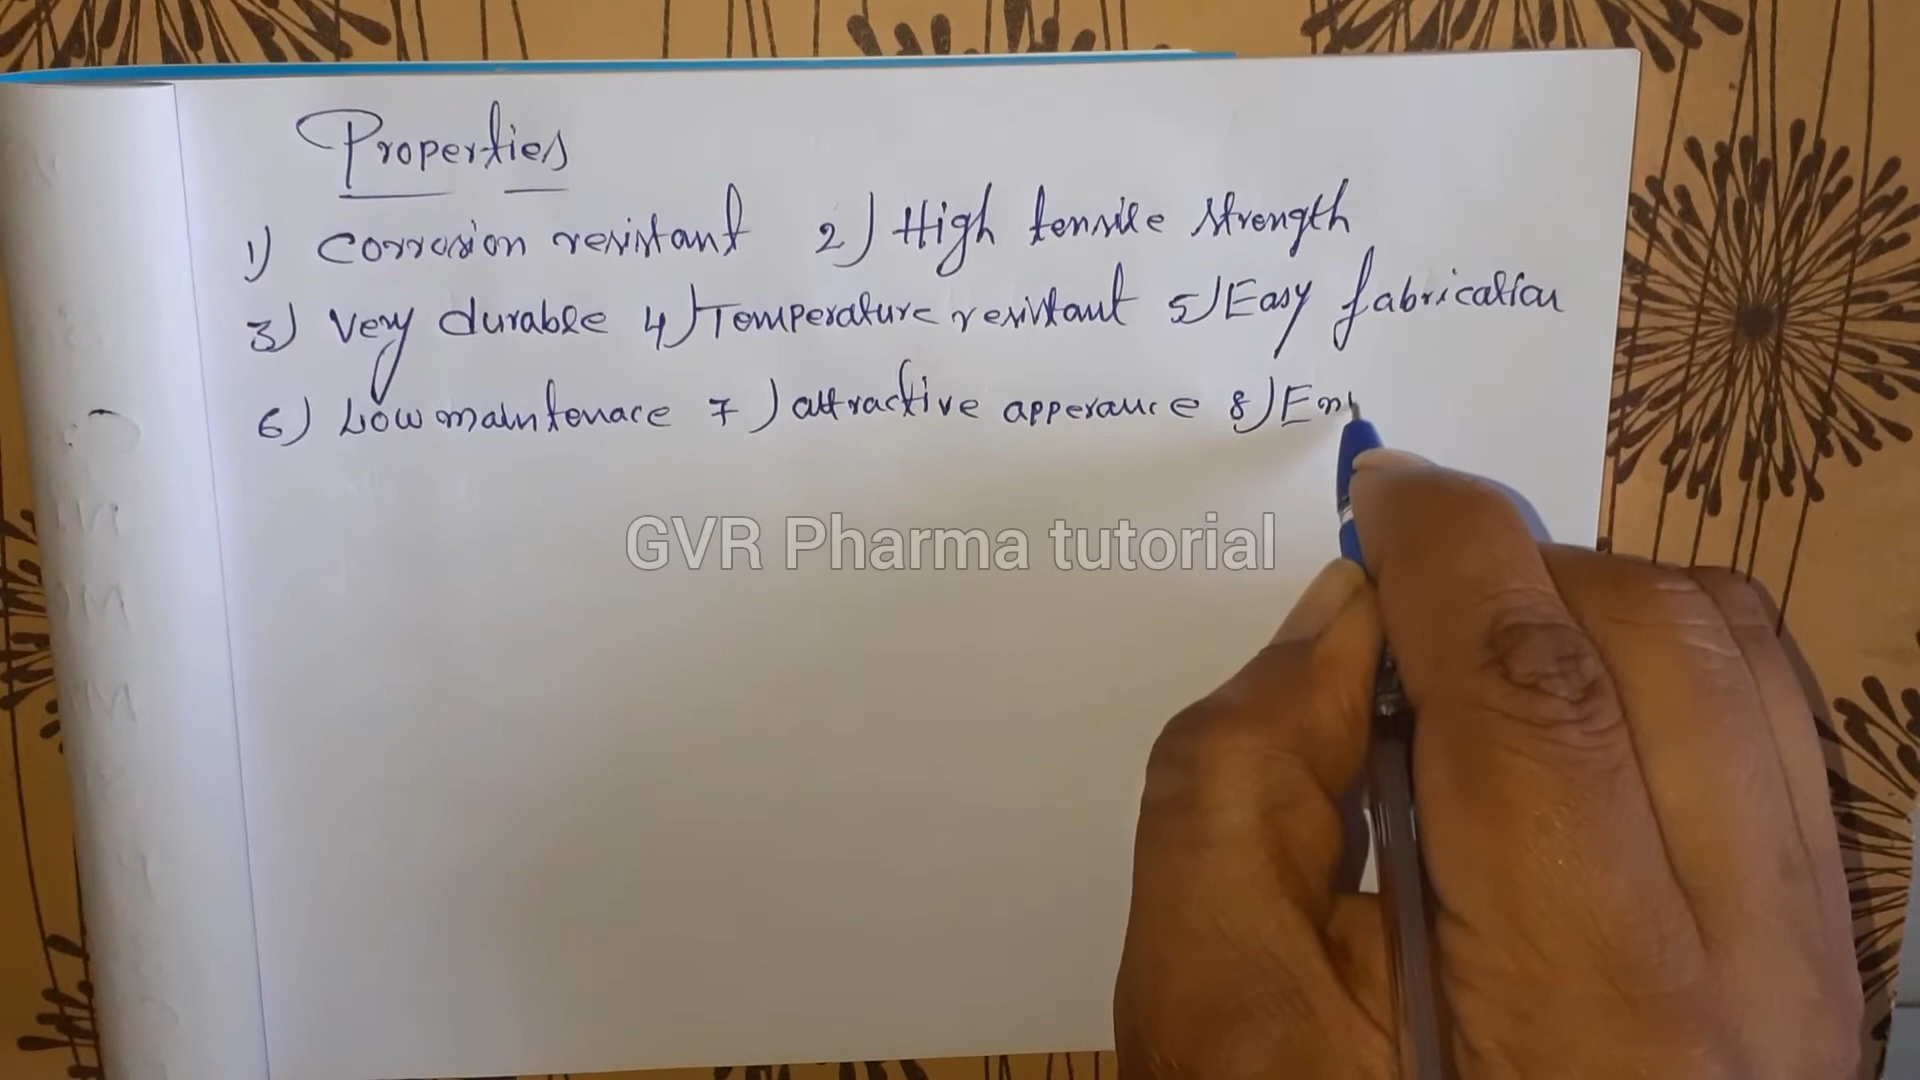 Properties
1) Corrosion resistant 2) High tensile strength
3) Very durable 4) Temperature resistant 5) Easy fabrication
6) Low maintenace 7) attractive apperance 8)
GVR Pharma tutorial